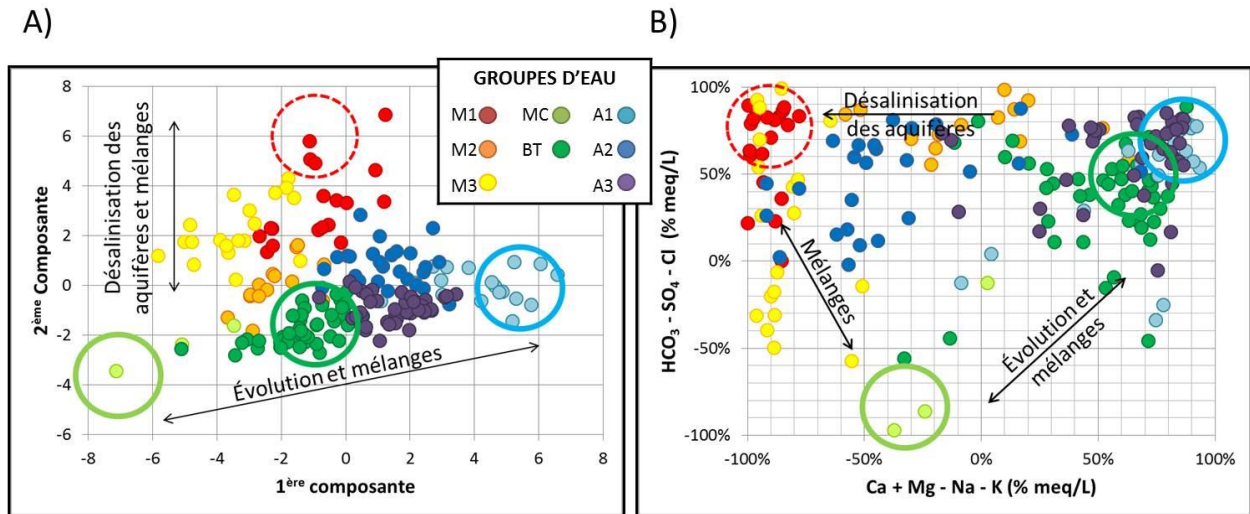 A)
B)
8
6
4
2
0
-2
-4
-6
-8
-6
-4
-2
0
2
4
6
8
2ème Composante
1ère composante
Désalinisation des
aquifères et mélanges
Évolution et mélanges
GROUPES D'EAU
M1 MC A1
M2 BT A2
M3 A3
100%
50%
0%
-50%
-100%
-100%
-50%
0%
50%
100%
HCO3 - SO4 - Cl (% meq/L)
Ca + Mg - Na - K (% meq/L)
Désalinisation
des aquifères
Mélanges
Évolution et
mélanges